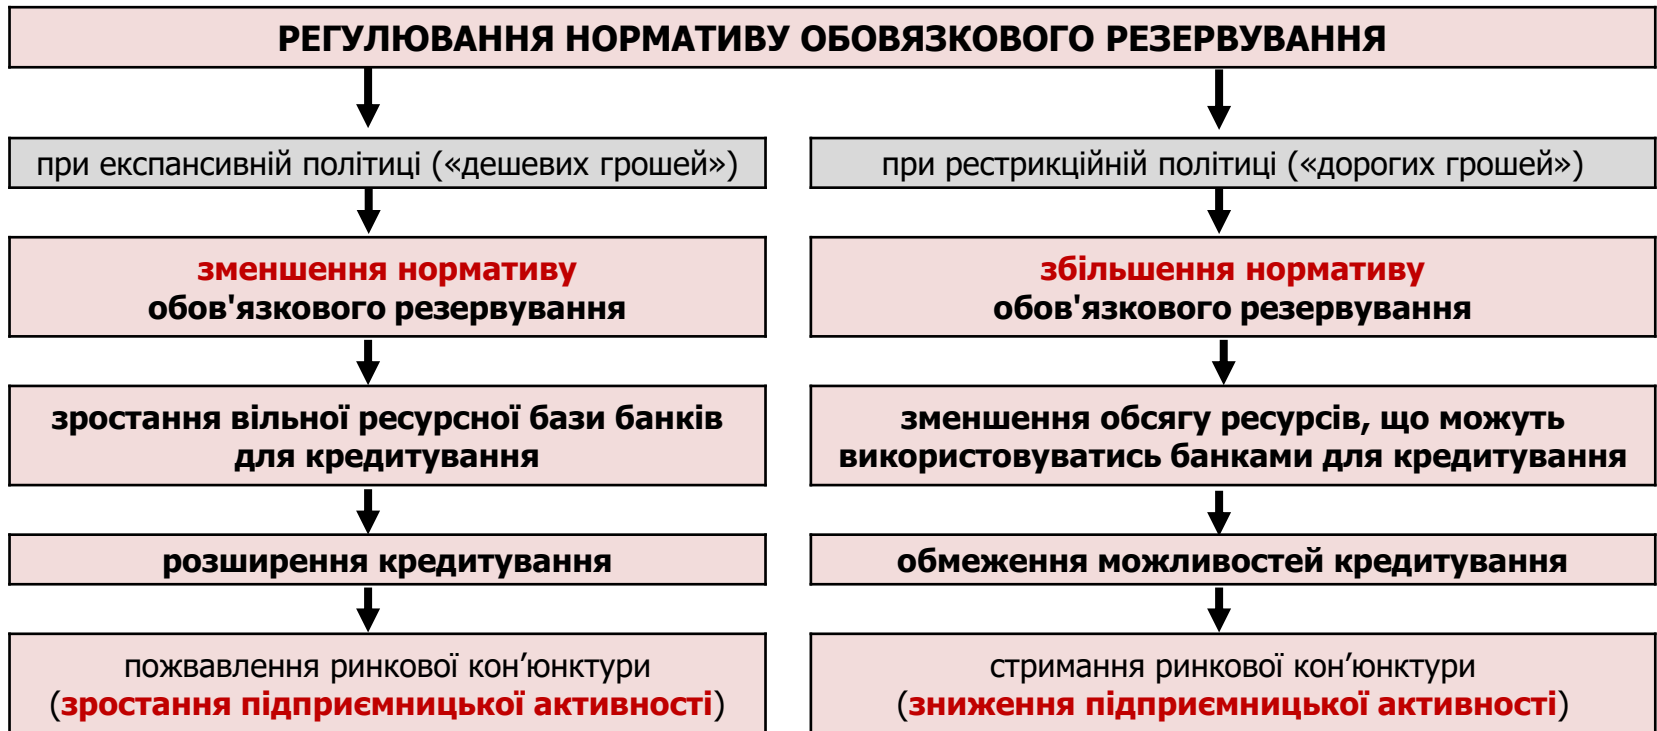 РЕГУЛЮВАННЯ НОРМАТИВУ ОБОВЯЗКОВОГО РЕЗЕРВУВАННЯ
при експансивній політиці («дешевих грошей»)
зменшення нормативу
обов'язкового резервування
зростання вільної ресурсної бази банків
для кредитування
розширення кредитування
пожвавлення ринкової кон’юнктури
(зростання підприємницької активності)
при рестрикційній політиці («дорогих грошей»)
збільшення нормативу
обов'язкового резервування
зменшення обсягу ресурсів, що можуть
використовуватись банками для кредитування
обмеження можливостей кредитування
стримання ринкової кон’юнктури
(зниження підприємницької активності)